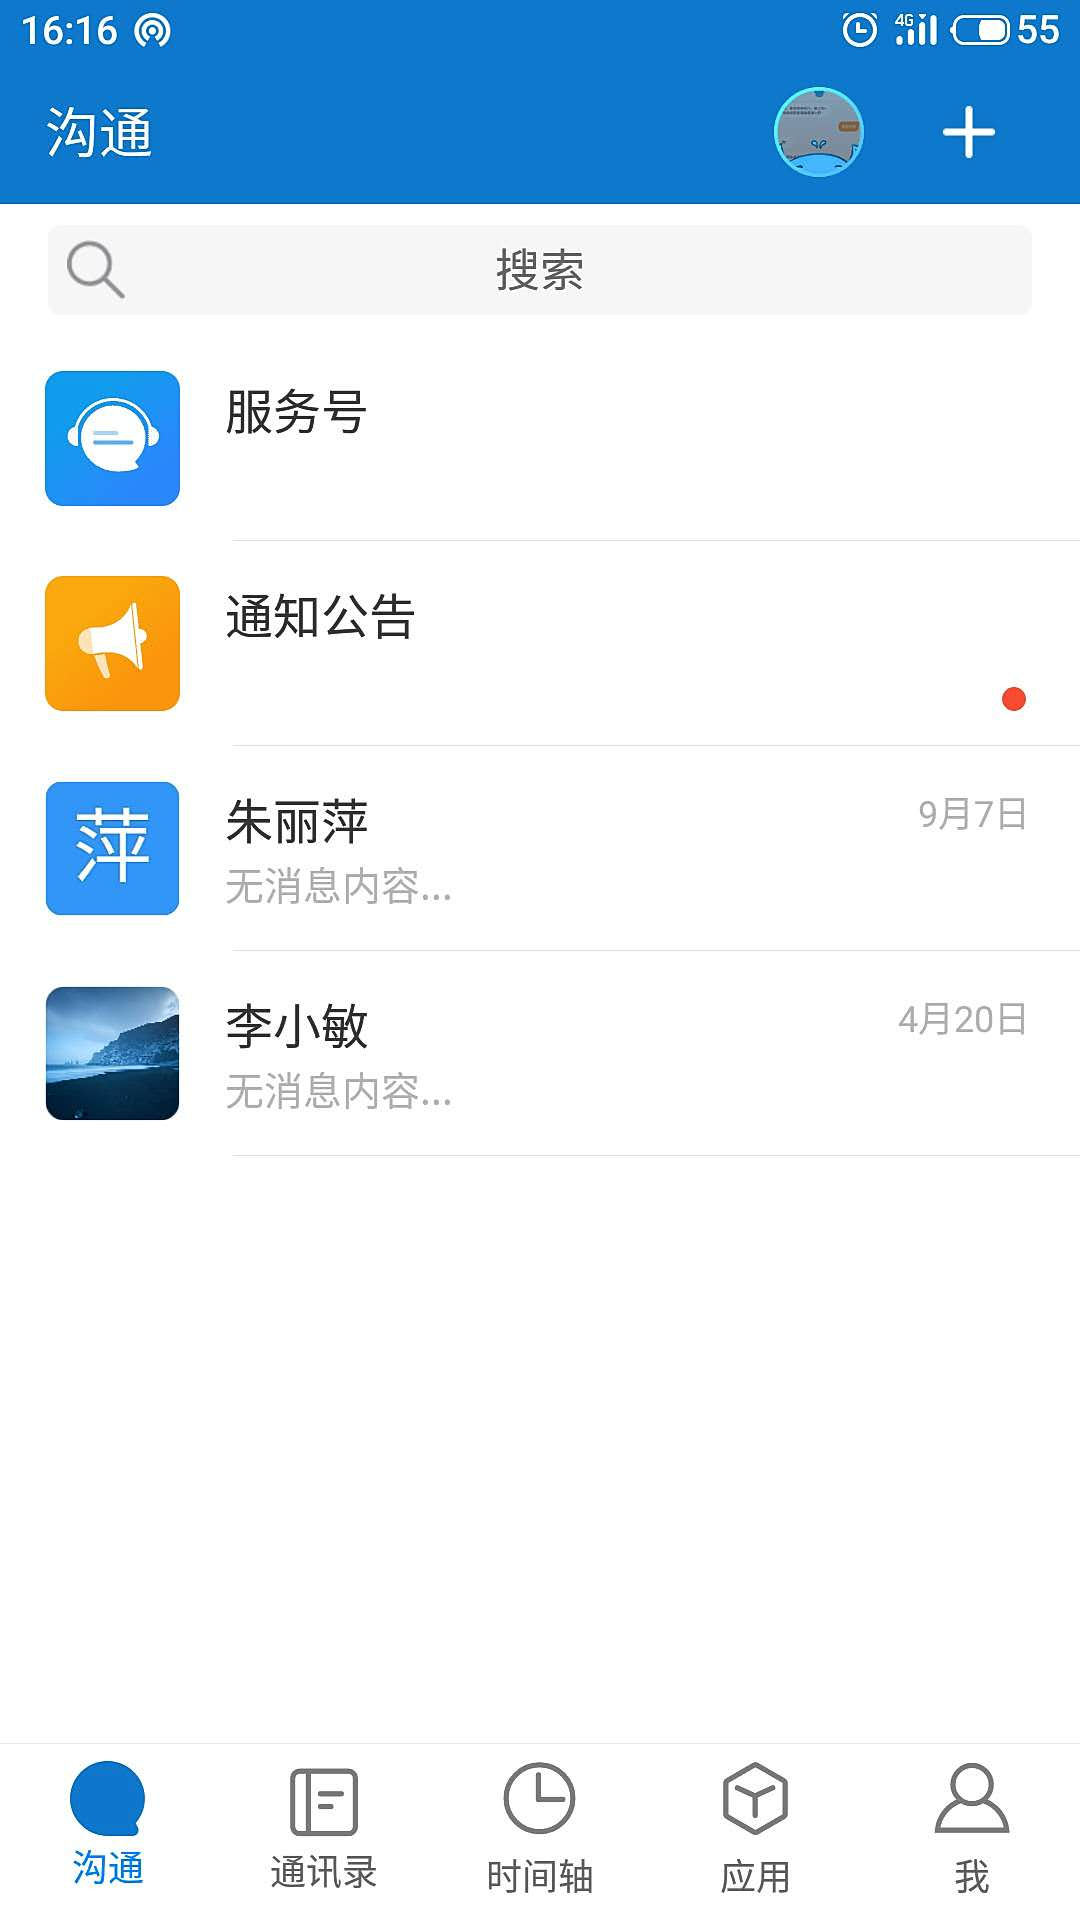 16:16
4G
55
沟通
搜索
服务号
通知公告
萍
朱丽萍
9月7日
无消息内容...
李小敏
4月20日
无消息内容...
沟通
通讯录
时间轴
应用
我